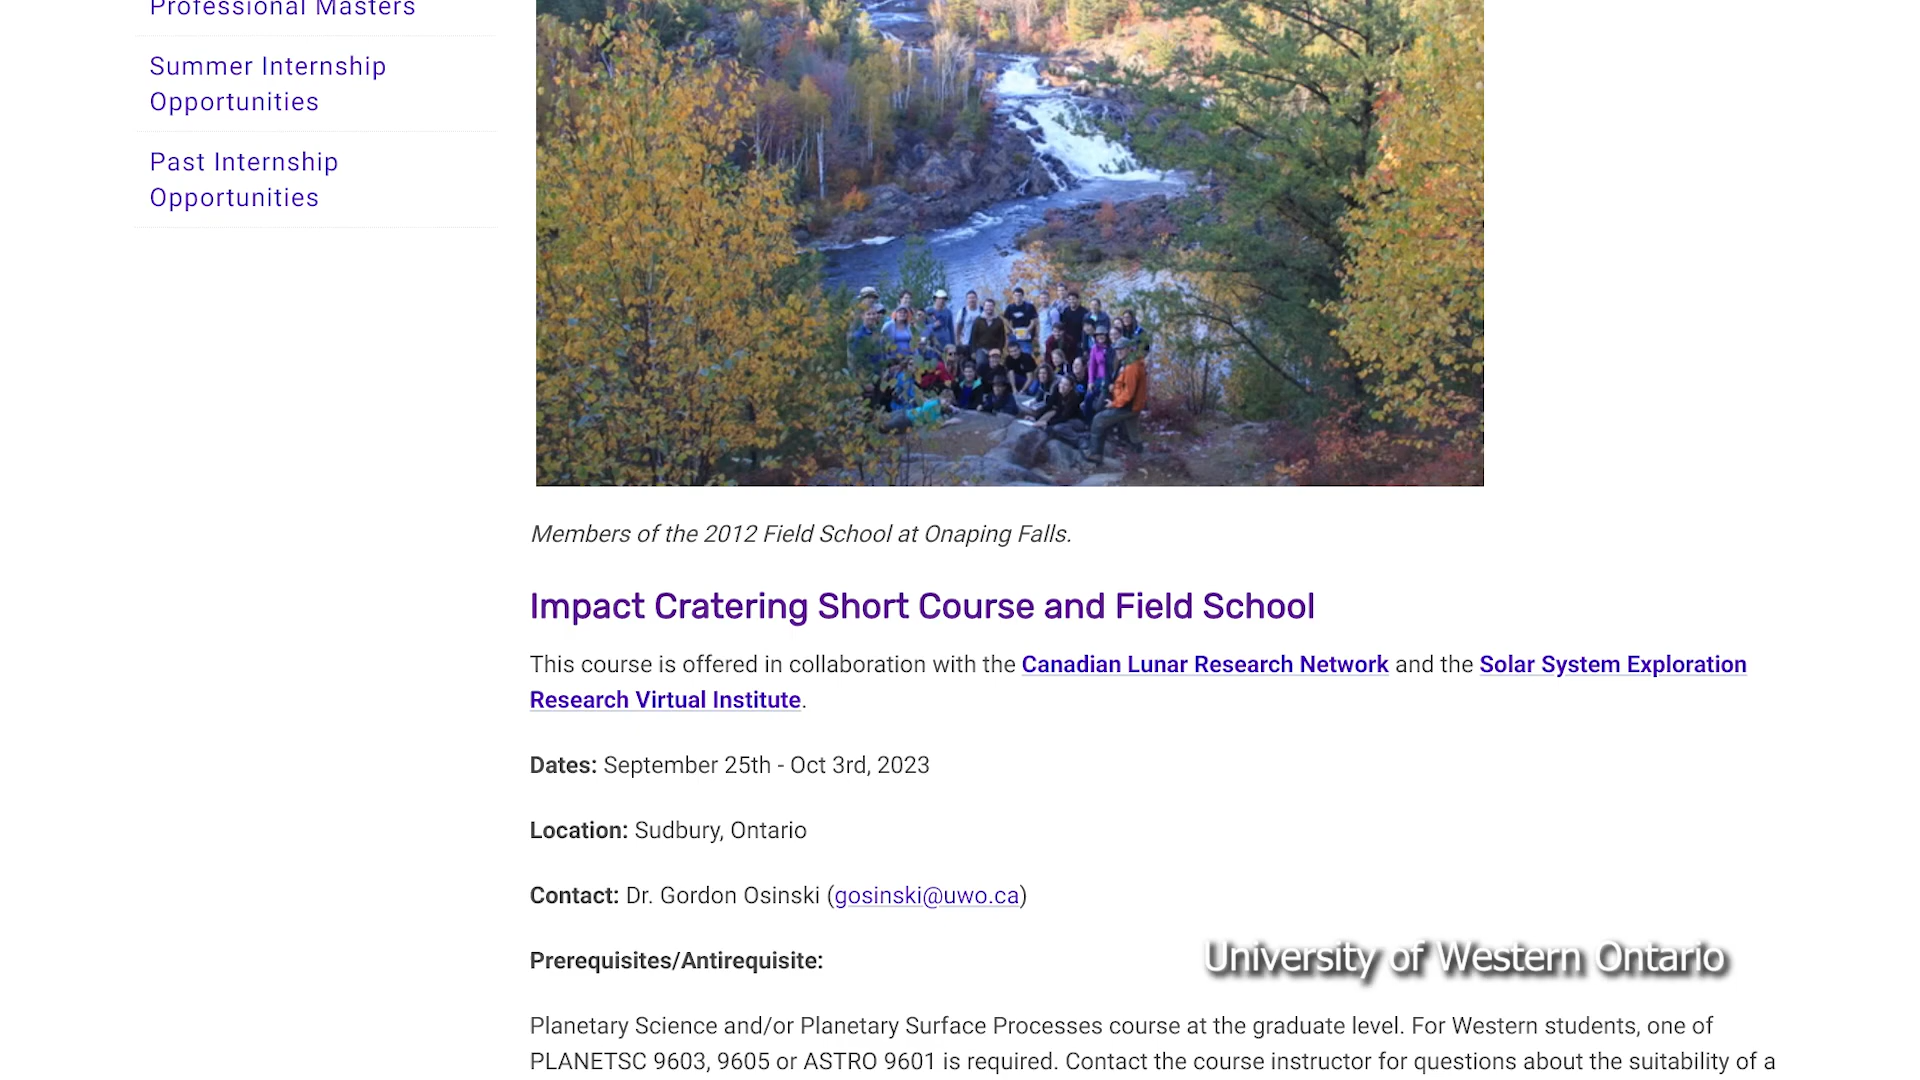 Professional Masters
Summer Internship
Opportunities
Past Internship
Opportunities
Members of the 2012 Field School at Onaping Falls.
Impact Cratering Short Course and Field School
This course is offered in collaboration with the Canadian Lunar Research Network and the Solar System Exploration
Research Virtual Institute.
Dates: September 25th - Oct 3rd, 2023
Location: Sudbury, Ontario
Contact: Dr. Gordon Osinski (gosinski@uwo.ca)
Prerequisites/Antirequisite:
University of Western Ontario
Planetary Science and/or Planetary Surface Processes course at the graduate level. For Western students, one of
PLANETSC 9603, 9605 or ASTRO 9601 is required. Contact the course instructor for questions about the suitability of a